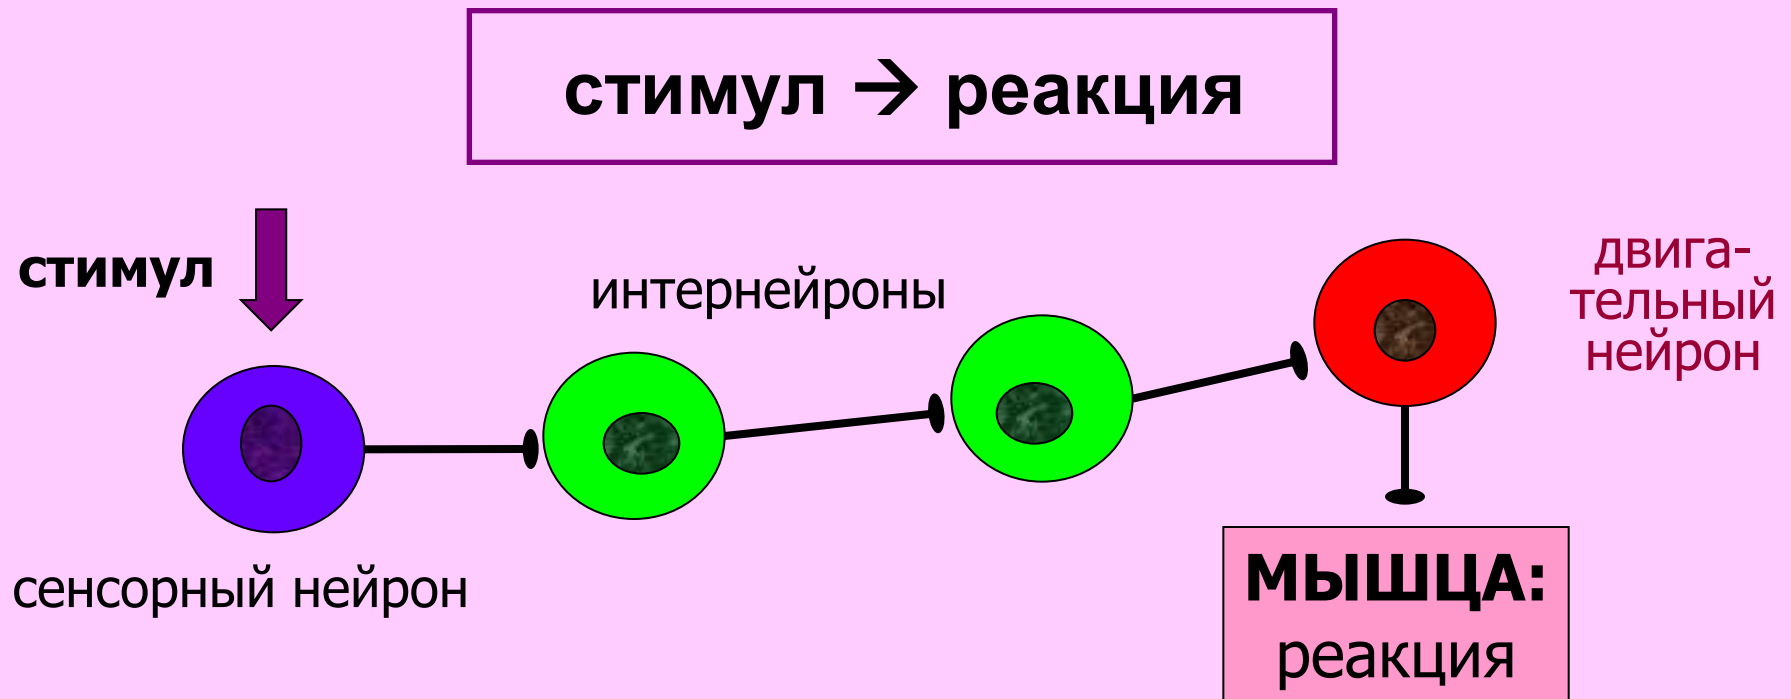 стимул → реакция
стимул
интернейроны
двига-
тельный
нейрон
сенсорный нейрон
МЫШЦА:
реакция